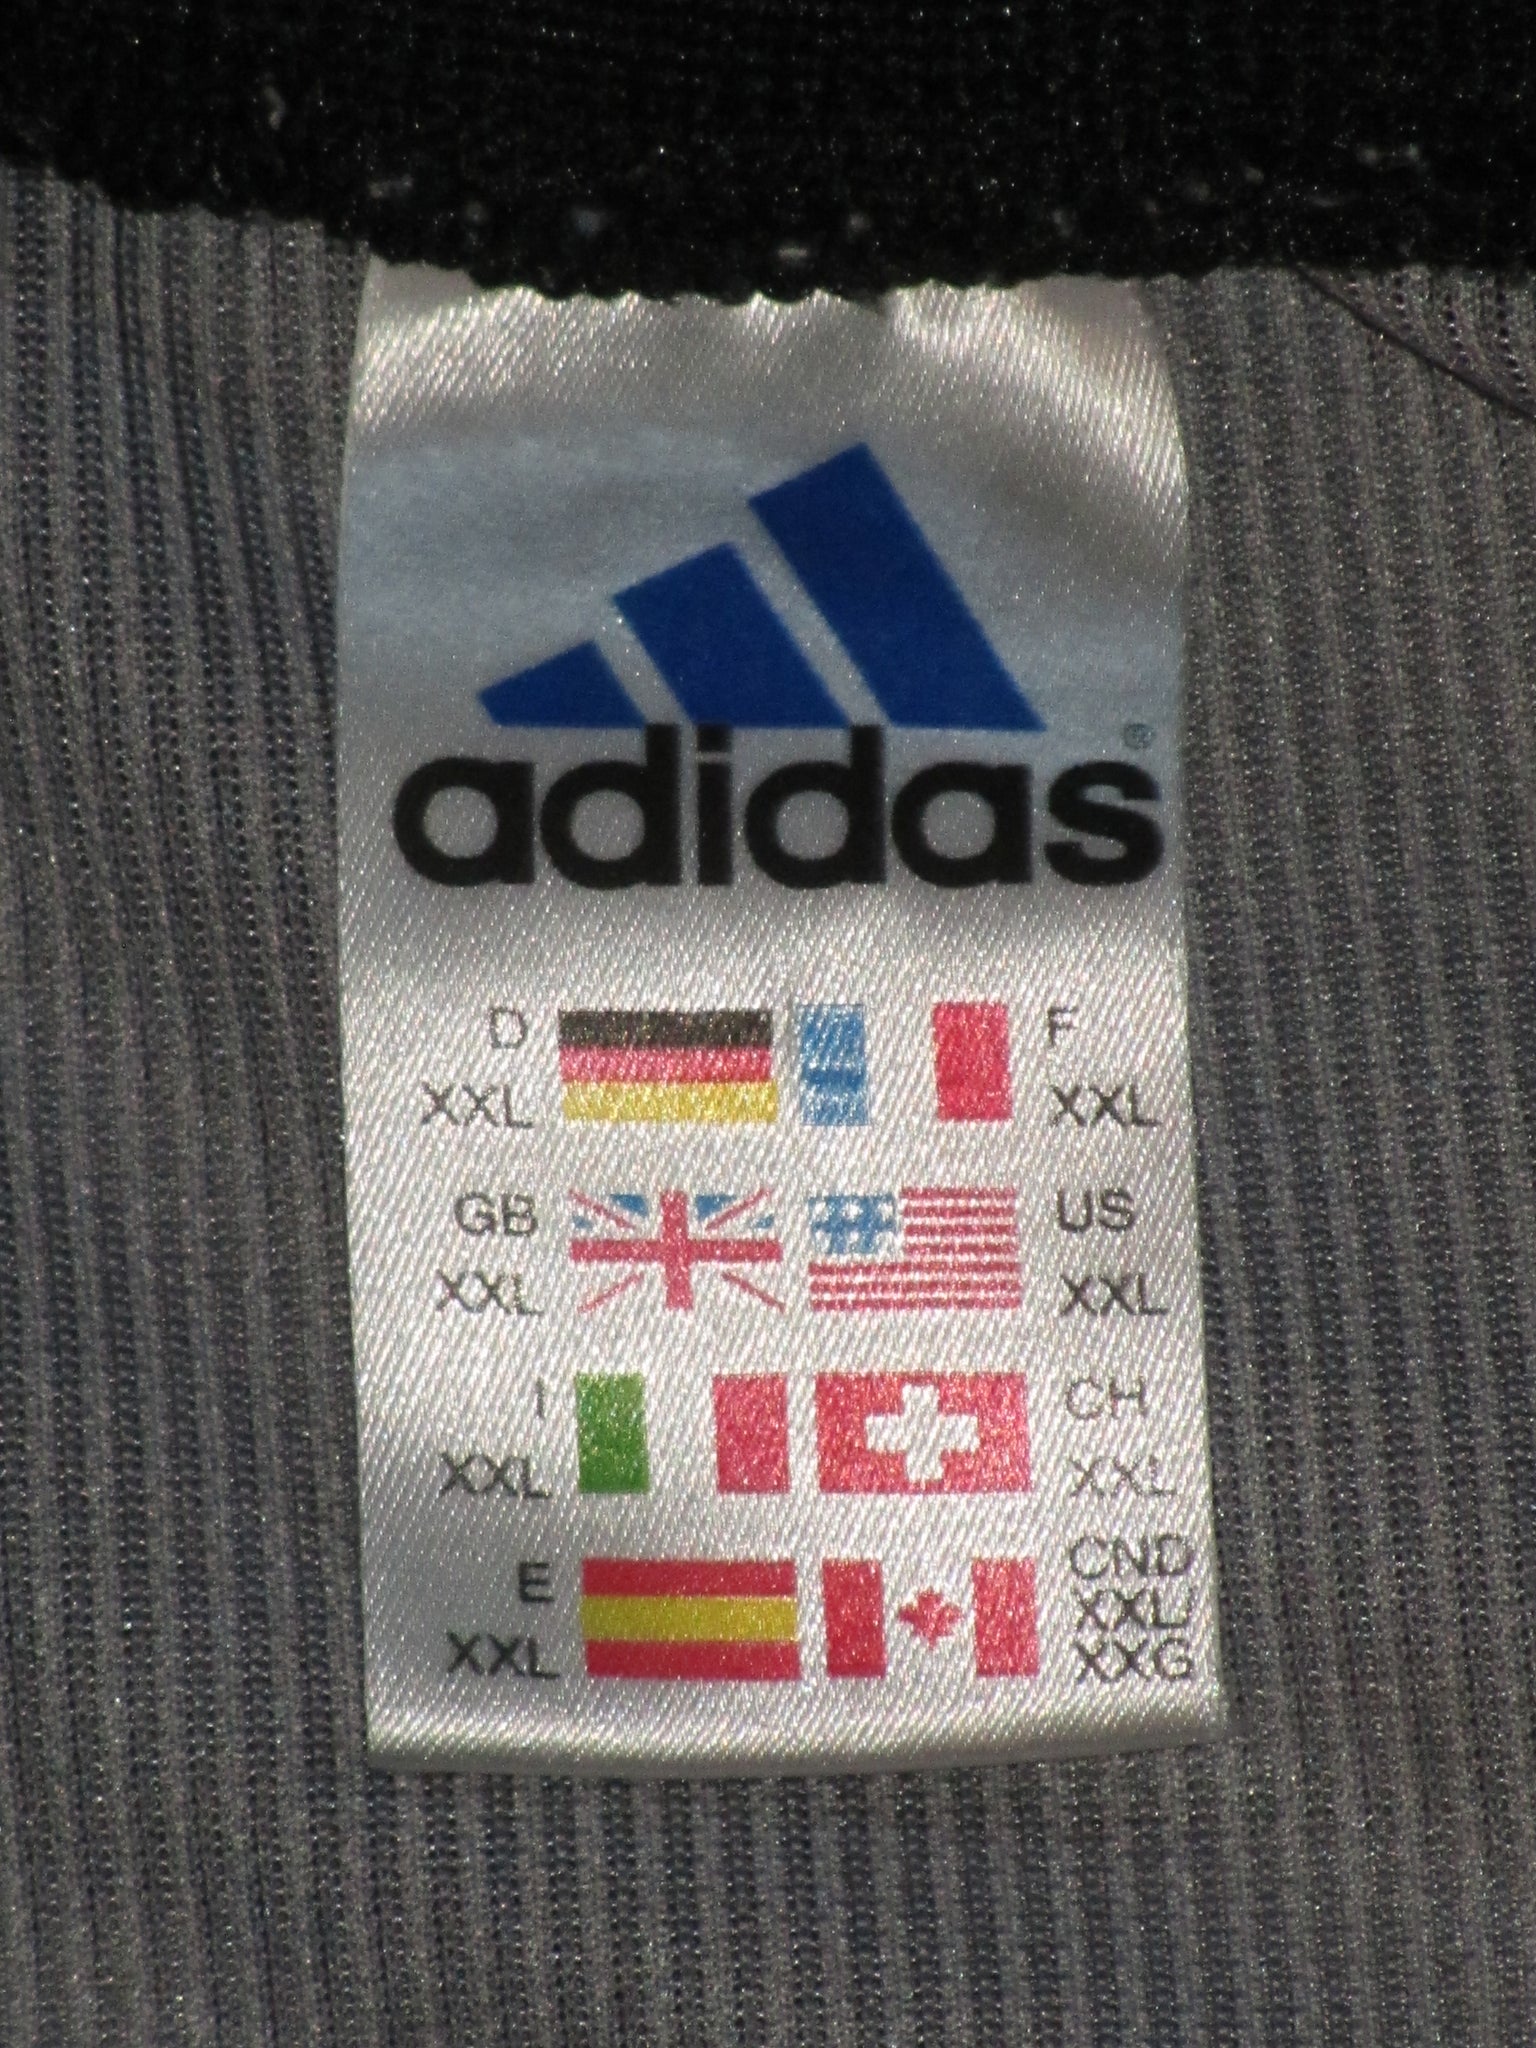 adidas®
D F
XXL XXL
GB US
XXL XXL
I CH
XXL XXL
E CND
XXL/
XXL XXG